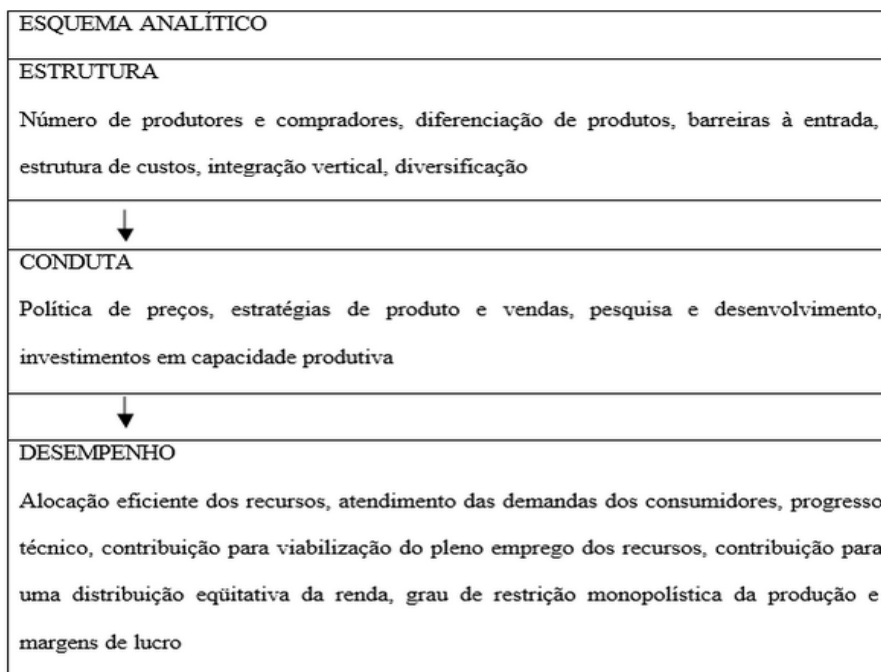 ESQUEMA ANALÍTICO
ESTRUTURA
Número de produtores e compradores, diferenciação de produtos, barreiras à entrada,
estrutura de custos, integração vertical, diversificação
CONDUTA
Política de preços, estratégias de produto e vendas, pesquisa e desenvolvimento,
investimentos em capacidade produtiva
DESEMPENHO
Alocação eficiente dos recursos, atendimento das demandas dos consumidores, progresso
técnico, contribuição para viabilização do pleno emprego dos recursos, contribuição para
uma distribuição eqüitativa da renda, grau de restrição monopolística da produção e
margens de lucro